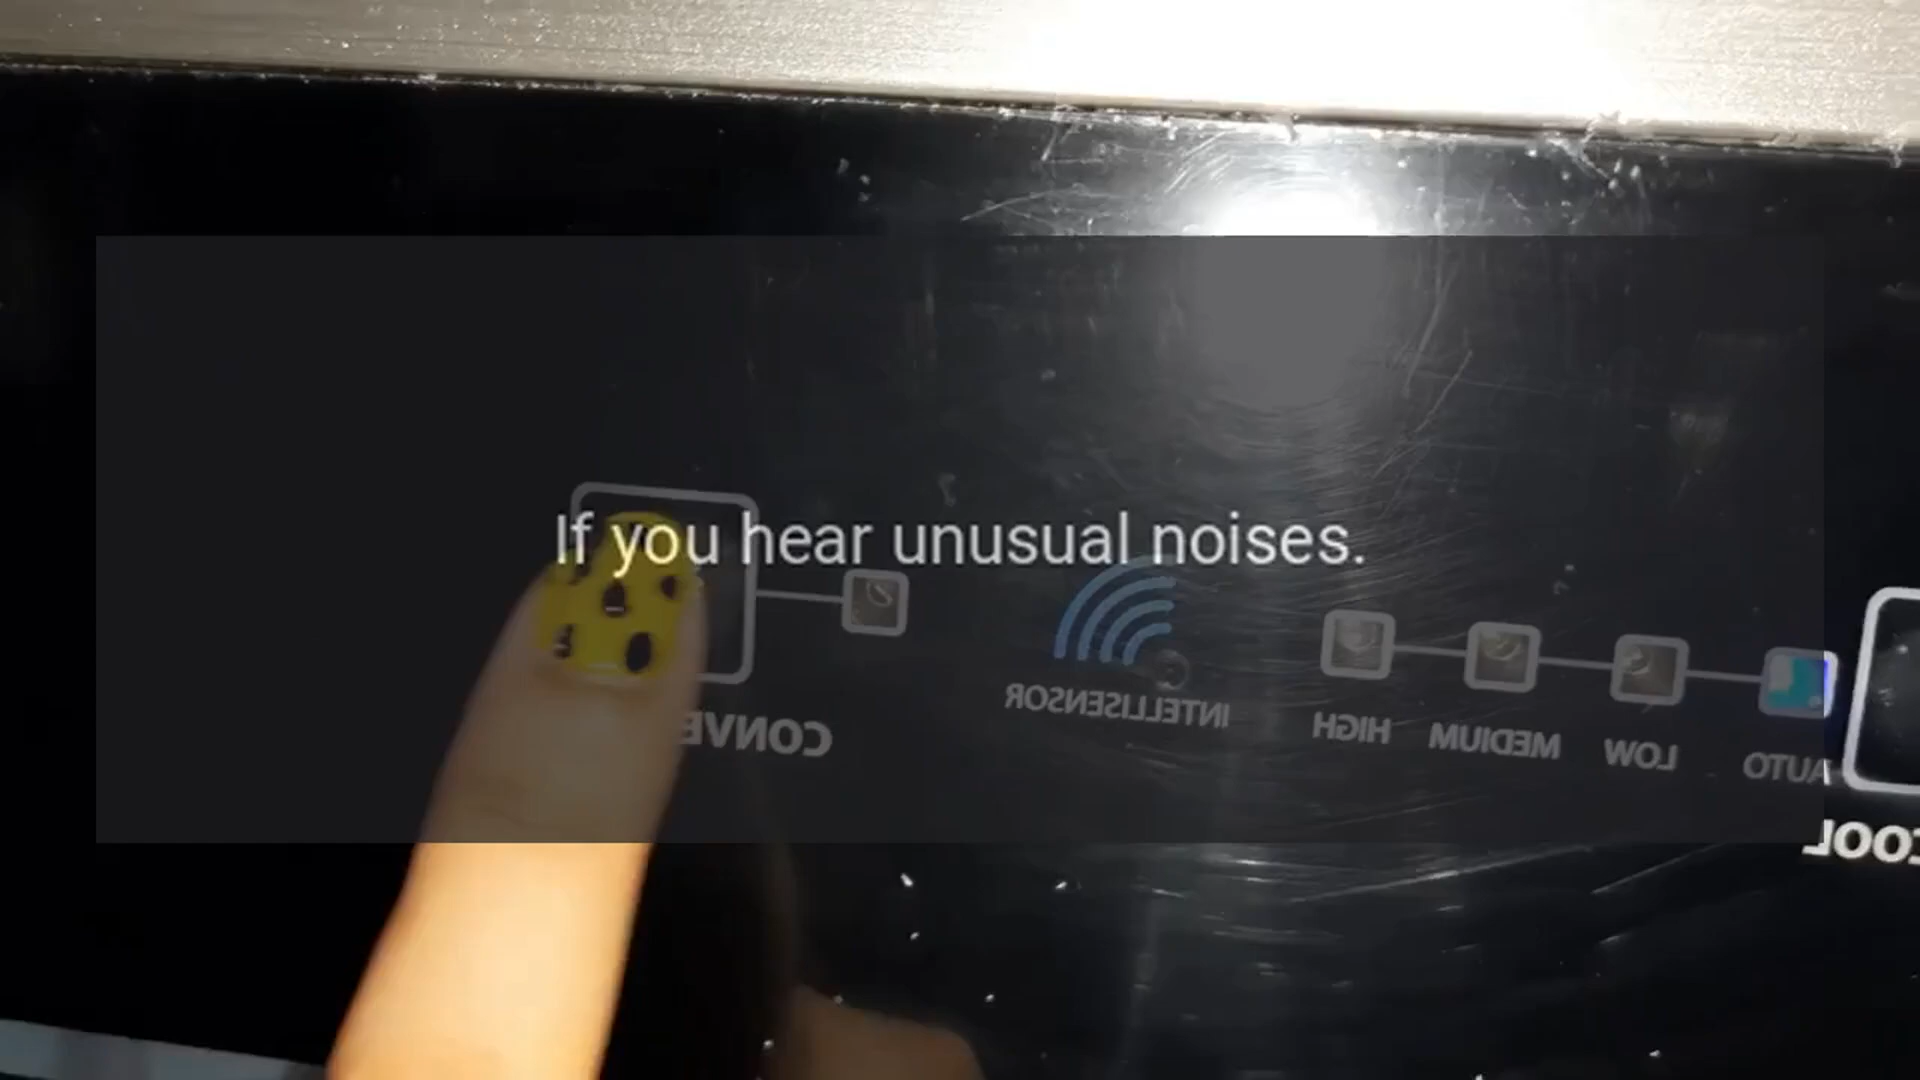 If you hear unusual noises.
CONVE
INTELLISENSOR
HIGH
MEDIUM
LOW
AUTO
COOL